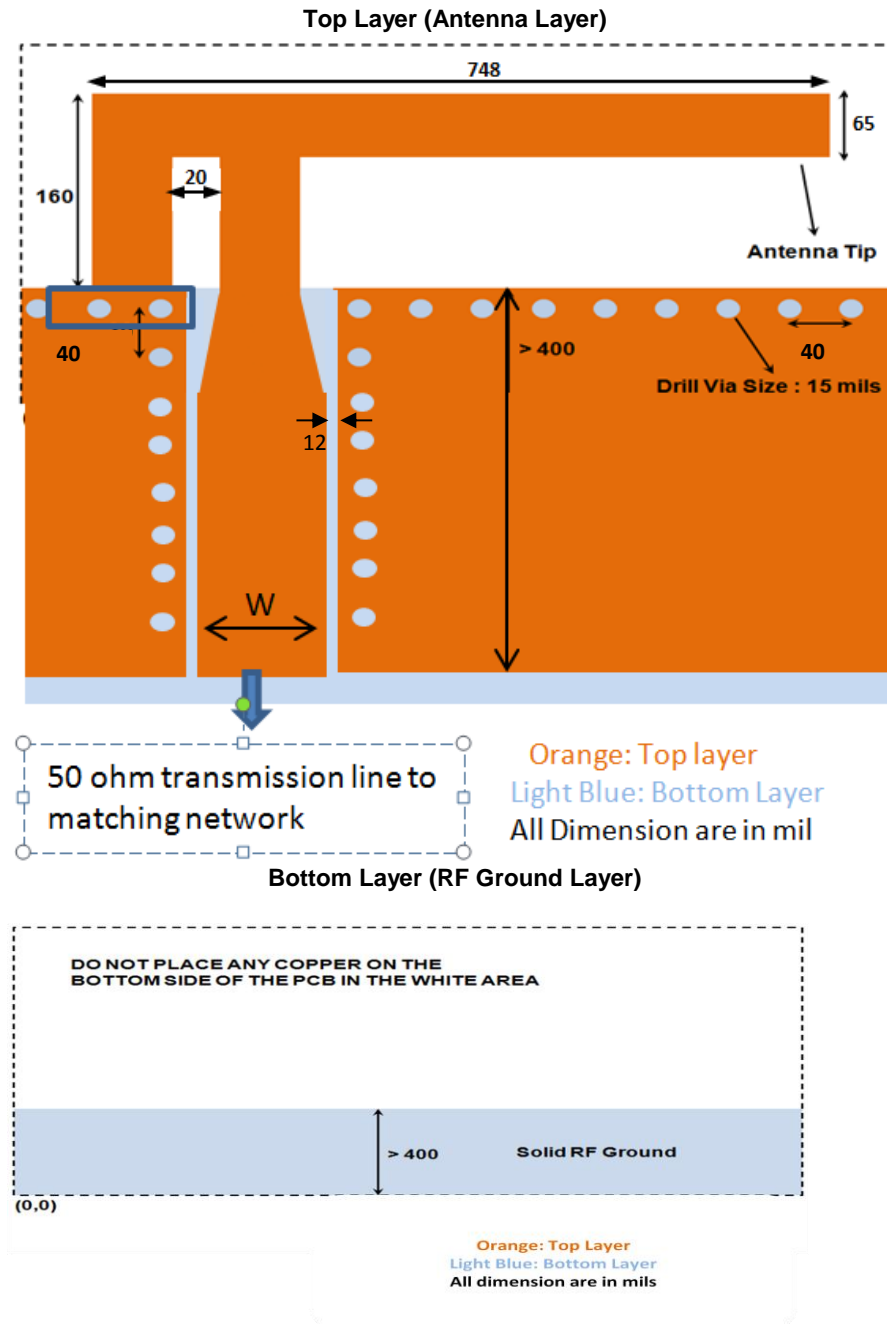 Top Layer (Antenna Layer)
748
65
20
160
Antenna Tip
40
> 400
40
Drill Via Size : 15 mils
12
W
50 ohm transmission line to
matching network
Orange: Top layer
Light Blue: Bottom Layer
All Dimension are in mil
Bottom Layer (RF Ground Layer)
DO NOT PLACE ANY COPPER ON THE
BOTTOM SIDE OF THE PCB IN THE WHITE AREA
> 400
Solid RF Ground
(0,0)
Orange: Top Layer
Light Blue: Bottom Layer
All dimension are in mils